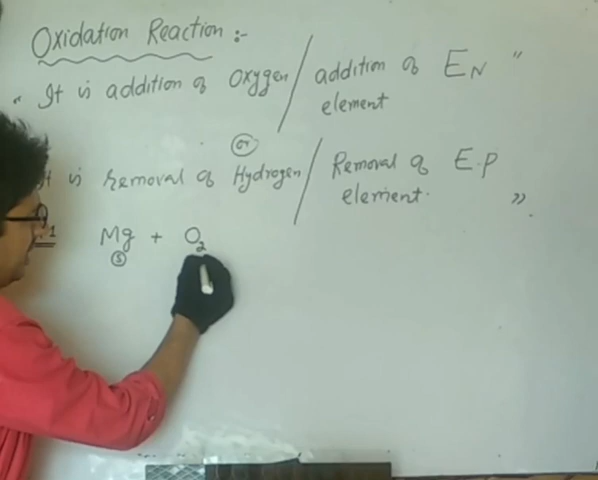 Oxidation Reaction :-
" It is addition of Oxygen / addition of EN "
element
or
It is removal of Hydrogen / Removal of E.P
element. ".
1 Mg + O2
(s)